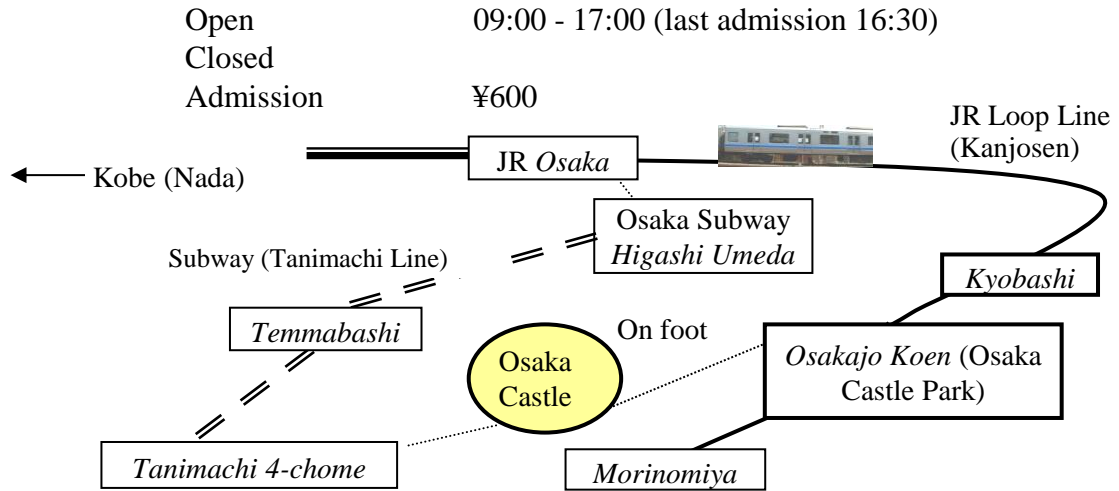 Open 09:00 - 17:00 (last admission 16:30)
Closed
Admission ¥600
JR Loop Line
(Kanjosen)
JR Osaka
Kobe (Nada)
Osaka Subway
Higashi Umeda
Subway (Tanimachi Line)
Kyobashi
Temmabashi
On foot
Osaka
Castle
Osakajo Koen (Osaka
Castle Park)
Tanimachi 4-chome
Morinomiya